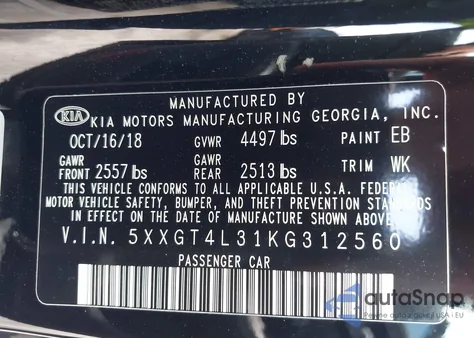 MANUFACTURED BY
KIA KIA MOTORS MANUFACTURING GEORGIA, INC.
OCT/16/18 GVWR 4497 lbs PAINT EB
GAWR FRONT 2557 lbs GAWR REAR 2513 lbs TRIM WK
THIS VEHICLE CONFORMS TO ALL APPLICABLE U.S.A. FEDERAL
MOTOR VEHICLE SAFETY, BUMPER, AND THEFT PREVENTION STANDARDS
IN EFFECT ON THE DATE OF MANUFACTURE SHOWN ABOVE.
V.I.N. 5XXGT4L31KG312560
PASSENGER CAR
autoSnap